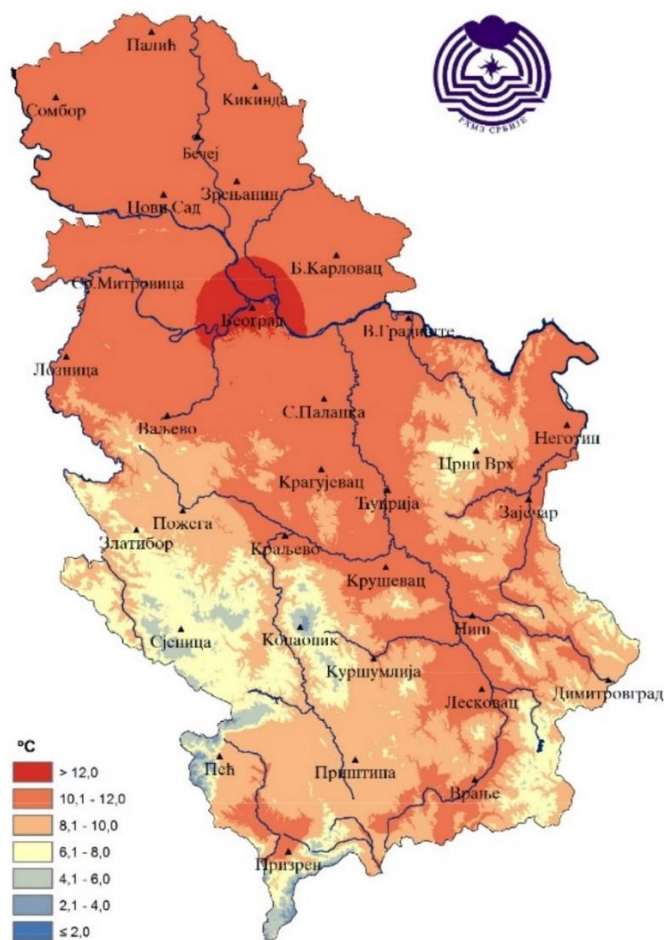 Палић
РХМЗ СРБИЈЕ
Кикинда
Сомбор
Бечеј
Зрењанин
Нови Сад
Б.Карловац
Ср.Митровица
Београд
В.Градиште
Лозница
С.Паланка
Ваљево
Неготин
Црни Врх
Крагујевац
Ћуприја
Зајечар
Пожега
Златибор
Краљево
Крушевац
Ниш
Сјеница
Копаоник
Куршумлија
Димитровград
Лесковац
ºC
Пећ
Приштина
Врање
> 12,0
10,1 - 12,0
8,1 - 10,0
6,1 - 8,0
Призрен
4,1 - 6,0
2,1 - 4,0
≤ 2,0